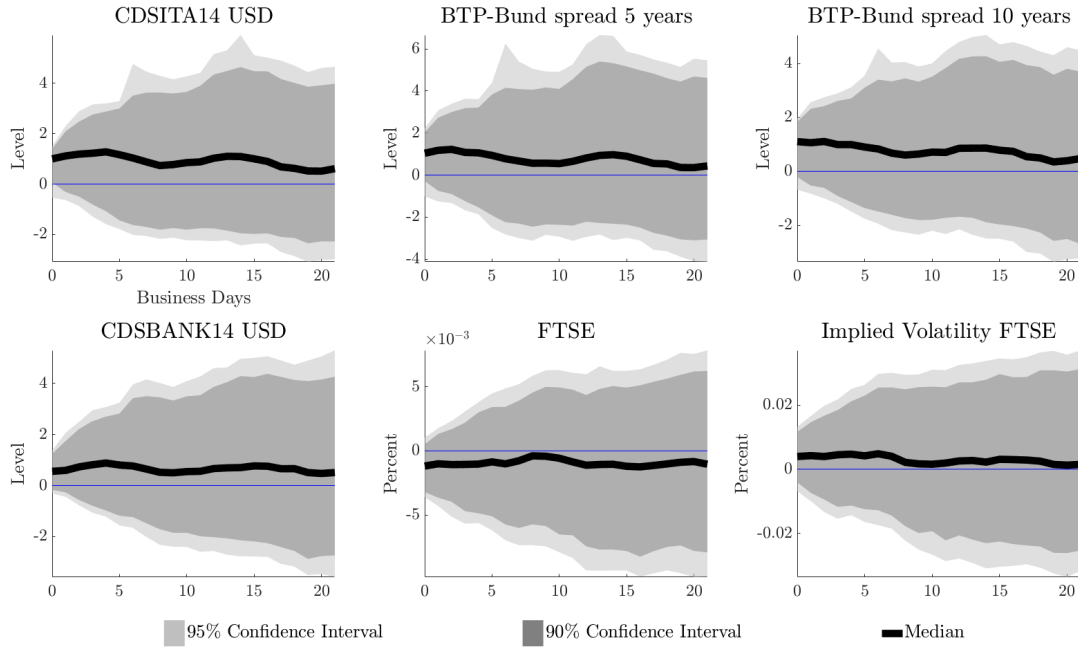 CDSITA14 USD
BTP-Bund spread 5 years
BTP-Bund spread 10 years
Level
4
2
0
-2
0 5 10 15 20
Business Days
Level
6
4
2
0
-2
-4
0 5 10 15 20
Level
4
2
0
-2
0 5 10 15 20
CDSBANK14 USD
FTSE
Implied Volatility FTSE
Level
4
2
0
-2
0 5 10 15 20
×10⁻³
Percent
5
0
-5
0 5 10 15 20
Percent
0.02
0
-0.02
0 5 10 15 20
95% Confidence Interval
90% Confidence Interval
Median